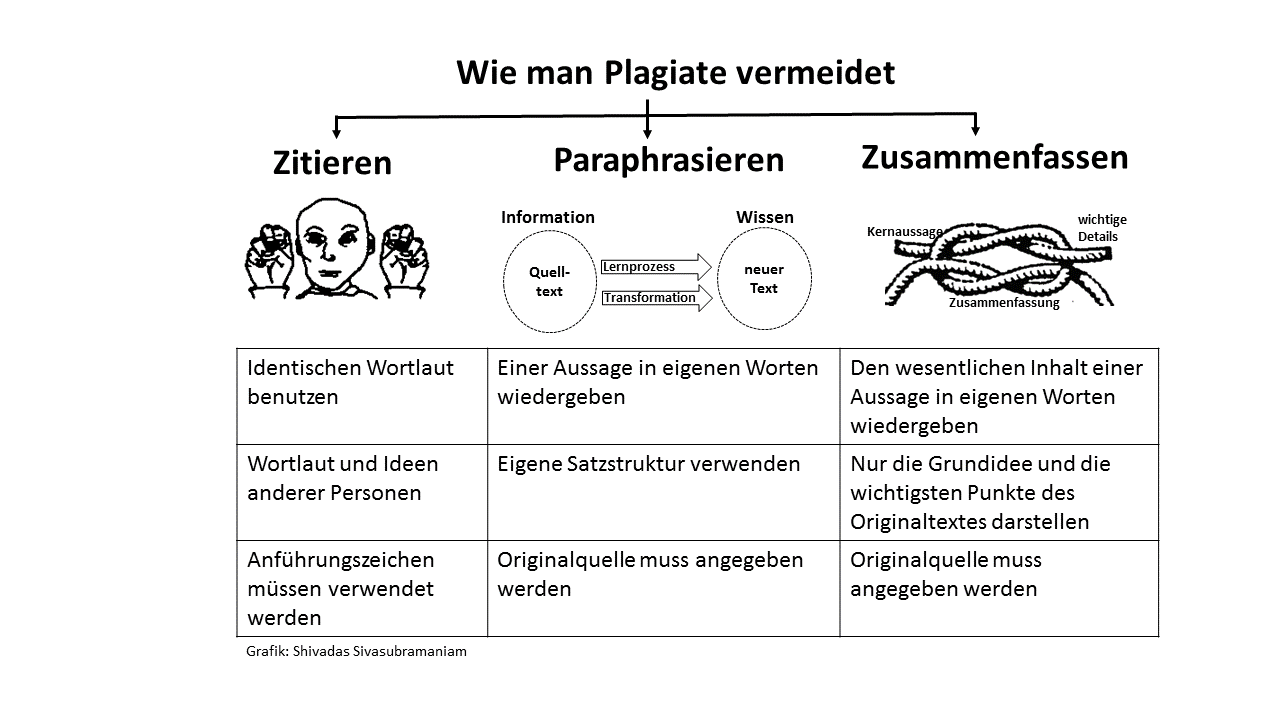 Wie man Plagiate vermeidet
Zitieren
Paraphrasieren
Zusammenfassen
Information
Wissen
Quell-
text
Lernprozess
Transformation
neuer
Text
Kernaussage
wichtige
Details
Zusammenfassung
Identischen Wortlaut
benutzen
Einer Aussage in eigenen Worten
wiedergeben
Den wesentlichen Inhalt einer
Aussage in eigenen Worten
wiedergeben
Wortlaut und Ideen
anderer Personen
Eigene Satzstruktur verwenden
Nur die Grundidee und die
wichtigsten Punkte des
Originaltextes darstellen
Anführungszeichen
müssen verwendet
werden
Originalquelle muss angegeben
werden
Originalquelle muss
angegeben werden
Grafik: Shivadas Sivasubramaniam